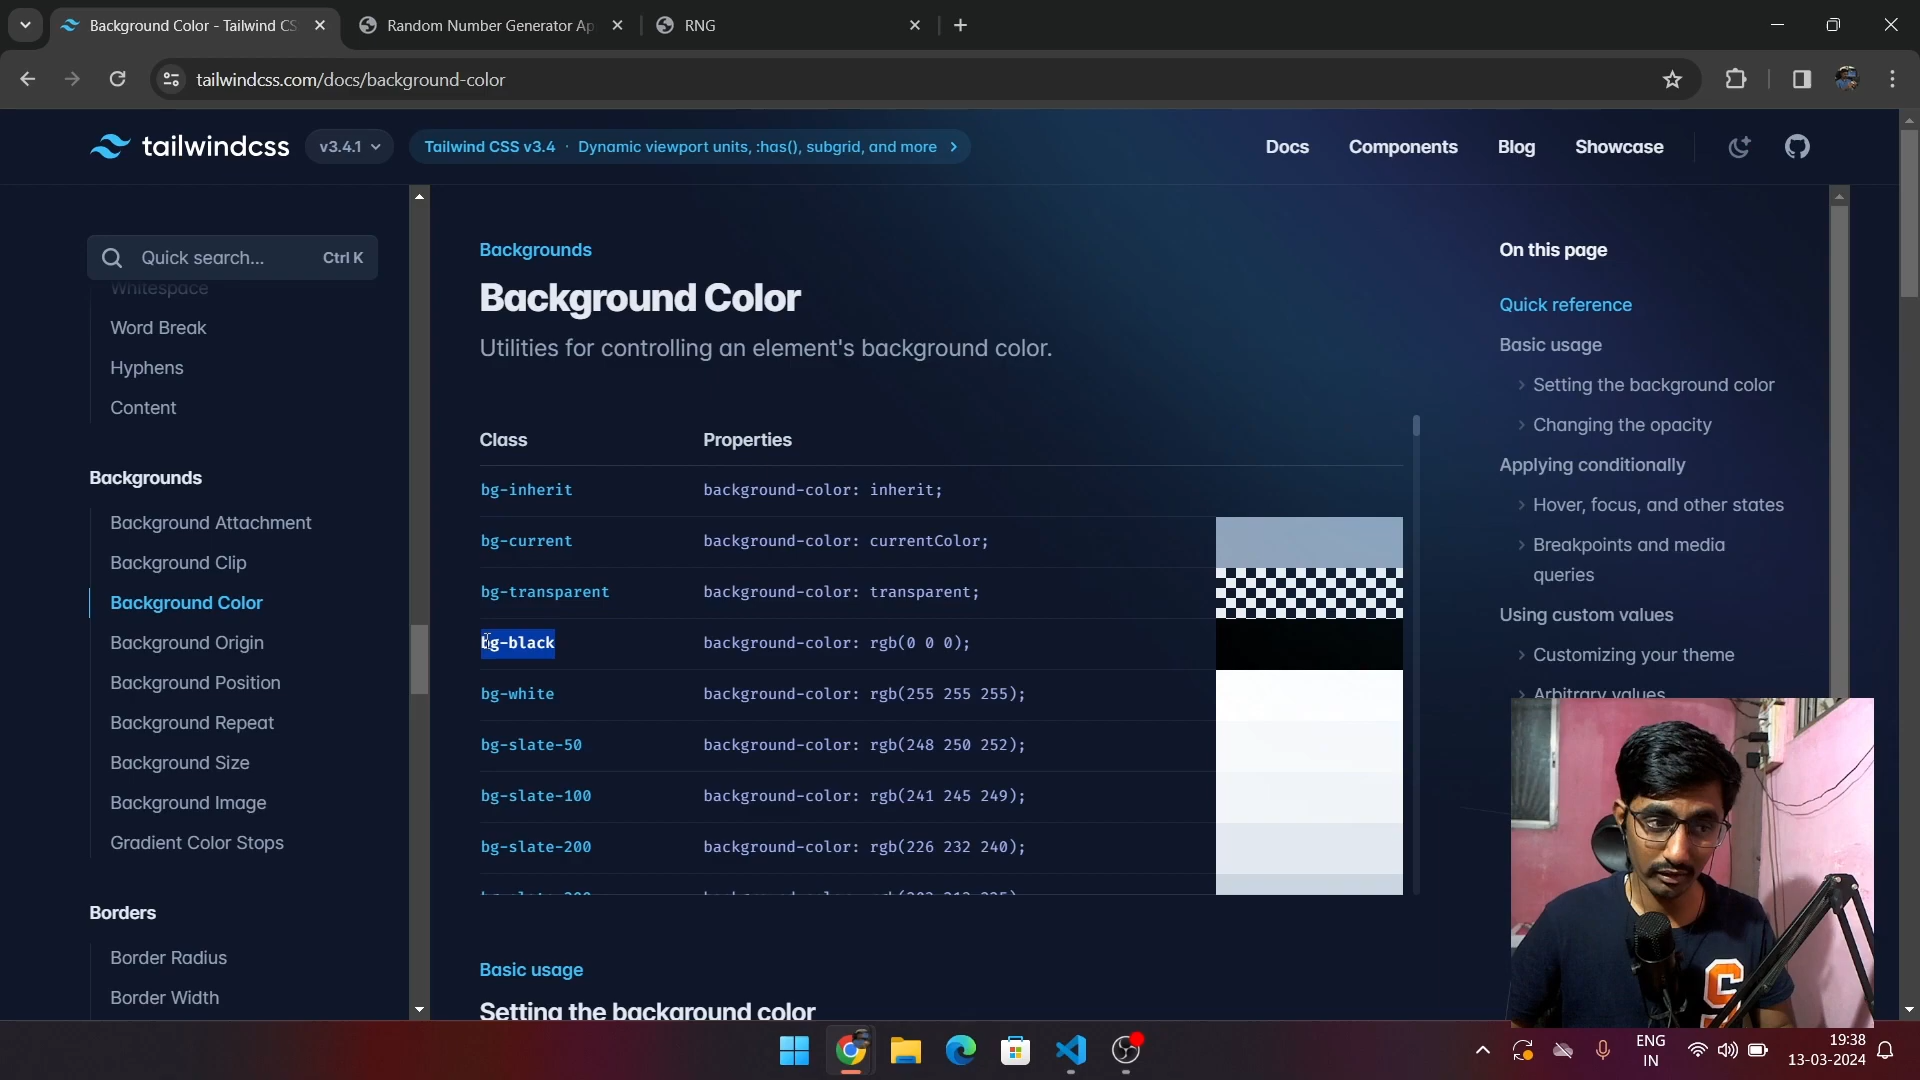 Background Color - Tailwind CS
Random Number Generator Ap
RNG
tailwindcss.com/docs/background-color
tailwindcss
v3.4.1
Tailwind CSS v3.4 · Dynamic viewport units, :has(), subgrid, and more
Docs
Components
Blog
Showcase
Quick search...
Ctrl K
Whitespace
Word Break
Hyphens
Content
Backgrounds
Background Attachment
Background Clip
Background Color
Background Origin
Background Position
Background Repeat
Background Size
Background Image
Gradient Color Stops
Borders
Border Radius
Border Width
Backgrounds
Background Color
Utilities for controlling an element's background color.
Class Properties
bg-inherit background-color: inherit;
bg-current background-color: currentColor;
bg-transparent background-color: transparent;
bg-black background-color: rgb(0 0 0);
bg-white background-color: rgb(255 255 255);
bg-slate-50 background-color: rgb(248 250 252);
bg-slate-100 background-color: rgb(241 245 249);
bg-slate-200 background-color: rgb(226 232 240);
Basic usage
Setting the background color
On this page
Quick reference
Basic usage
Setting the background color
Changing the opacity
Applying conditionally
Hover, focus, and other states
Breakpoints and media
queries
Using custom values
Customizing your theme
Arbitrary values
ENG
IN
19:38
13-03-2024